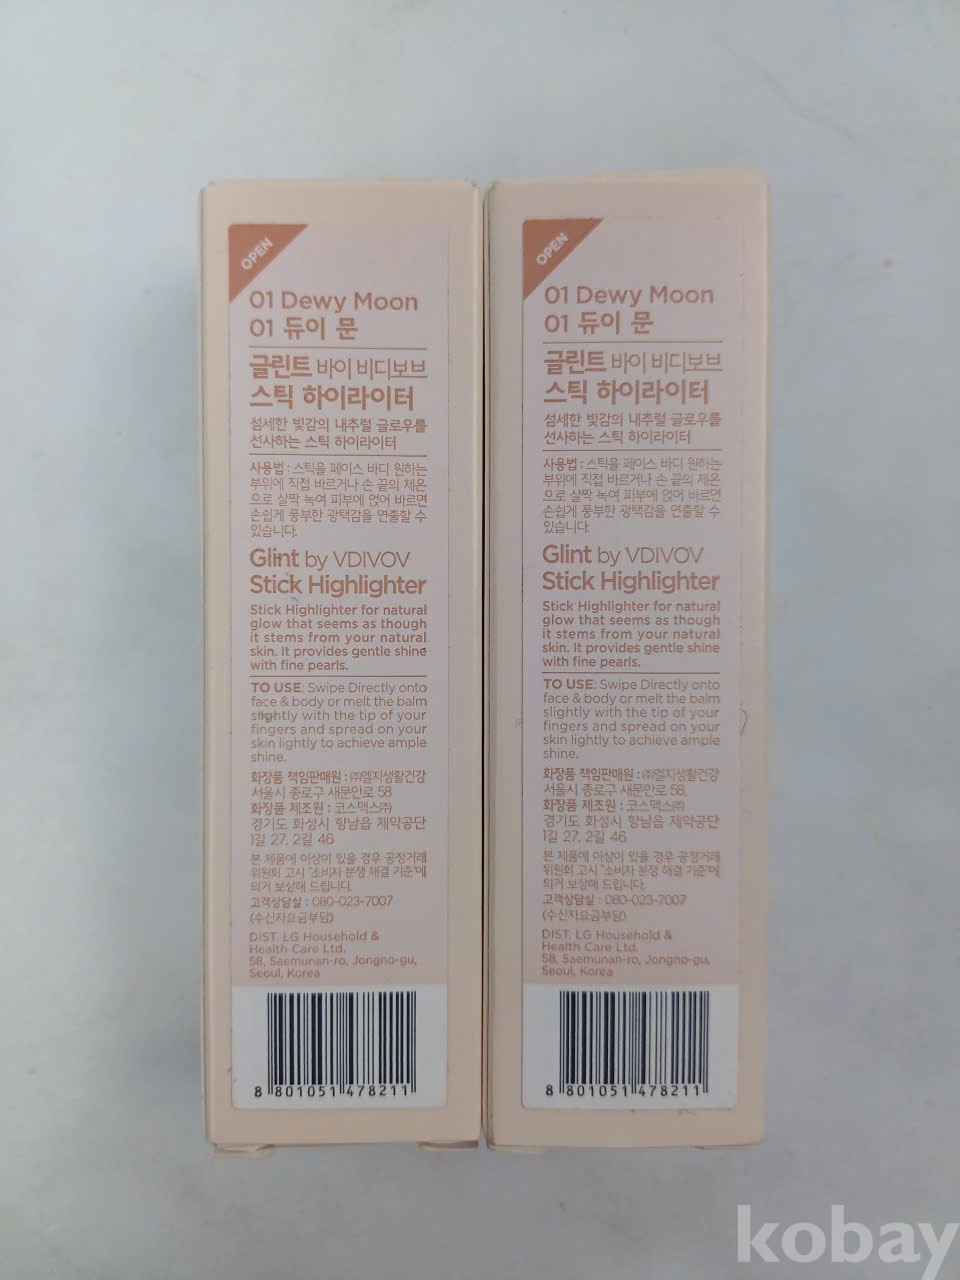 OPEN
01 Dewy Moon
01 듀이 문
글린트 바이 비디보브
스틱 하이라이터
섬세한 빛감의 내추럴 글로우를
선사하는 스틱 하이라이터
사용법 : 스틱을 페이스 바디 원하는
부위에 직접 바르거나 손 끝의 체온
으로 살짝 녹여 피부에 얹어 바르면
손쉽게 풍부한 광택감을 연출할 수
있습니다.
Glint by VDIVOV
Stick Highlighter
Stick Highlighter for natural
glow that seems as though
it stems from your natural
skin. It provides gentle shine
with fine pearls.
TO USE: Swipe Directly onto
face & body or melt the balm
slightly with the tip of your
fingers and spread on your
skin lightly to achieve ample
shine.
화장품 책임판매원 : ㈜엘지생활건강
서울시 종로구 새문안로 58
화장품 제조원 : 코스맥스㈜
경기도 화성시 향남읍 제약공단
1길 27, 2길 46
본 제품에 이상이 있을 경우 공정거래
위원회 고시 "소비자 분쟁 해결 기준"에
의거 보상해 드립니다.
고객상담실 : 080-023-7007
(수신자요금부담)
DIST. LG Household &
Health Care Ltd.
58, Saemunan-ro, Jongno-gu,
Seoul, Korea
8 801051 478211
OPEN
01 Dewy Moon
01 듀이 문
글린트 바이 비디보브
스틱 하이라이터
섬세한 빛감의 내추럴 글로우를
선사하는 스틱 하이라이터
사용법 : 스틱을 페이스 바디 원하는
부위에 직접 바르거나 손 끝의 체온
으로 살짝 녹여 피부에 얹어 바르면
손쉽게 풍부한 광택감을 연출할 수
있습니다.
Glint by VDIVOV
Stick Highlighter
Stick Highlighter for natural
glow that seems as though
it stems from your natural
skin. It provides gentle shine
with fine pearls.
TO USE: Swipe Directly onto
face & body or melt the balm
slightly with the tip of your
fingers and spread on your
skin lightly to achieve ample
shine.
화장품 책임판매원 : ㈜엘지생활건강
서울시 종로구 새문안로 58
화장품 제조원 : 코스맥스㈜
경기도 화성시 향남읍 제약공단
1길 27, 2길 46
본 제품에 이상이 있을 경우 공정거래
위원회 고시 "소비자 분쟁 해결 기준"에
의거 보상해 드립니다.
고객상담실 : 080-023-7007
(수신자요금부담)
DIST. LG Household &
Health Care Ltd.
58, Saemunan-ro, Jongno-gu,
Seoul, Korea
8 801051 478211
kobay